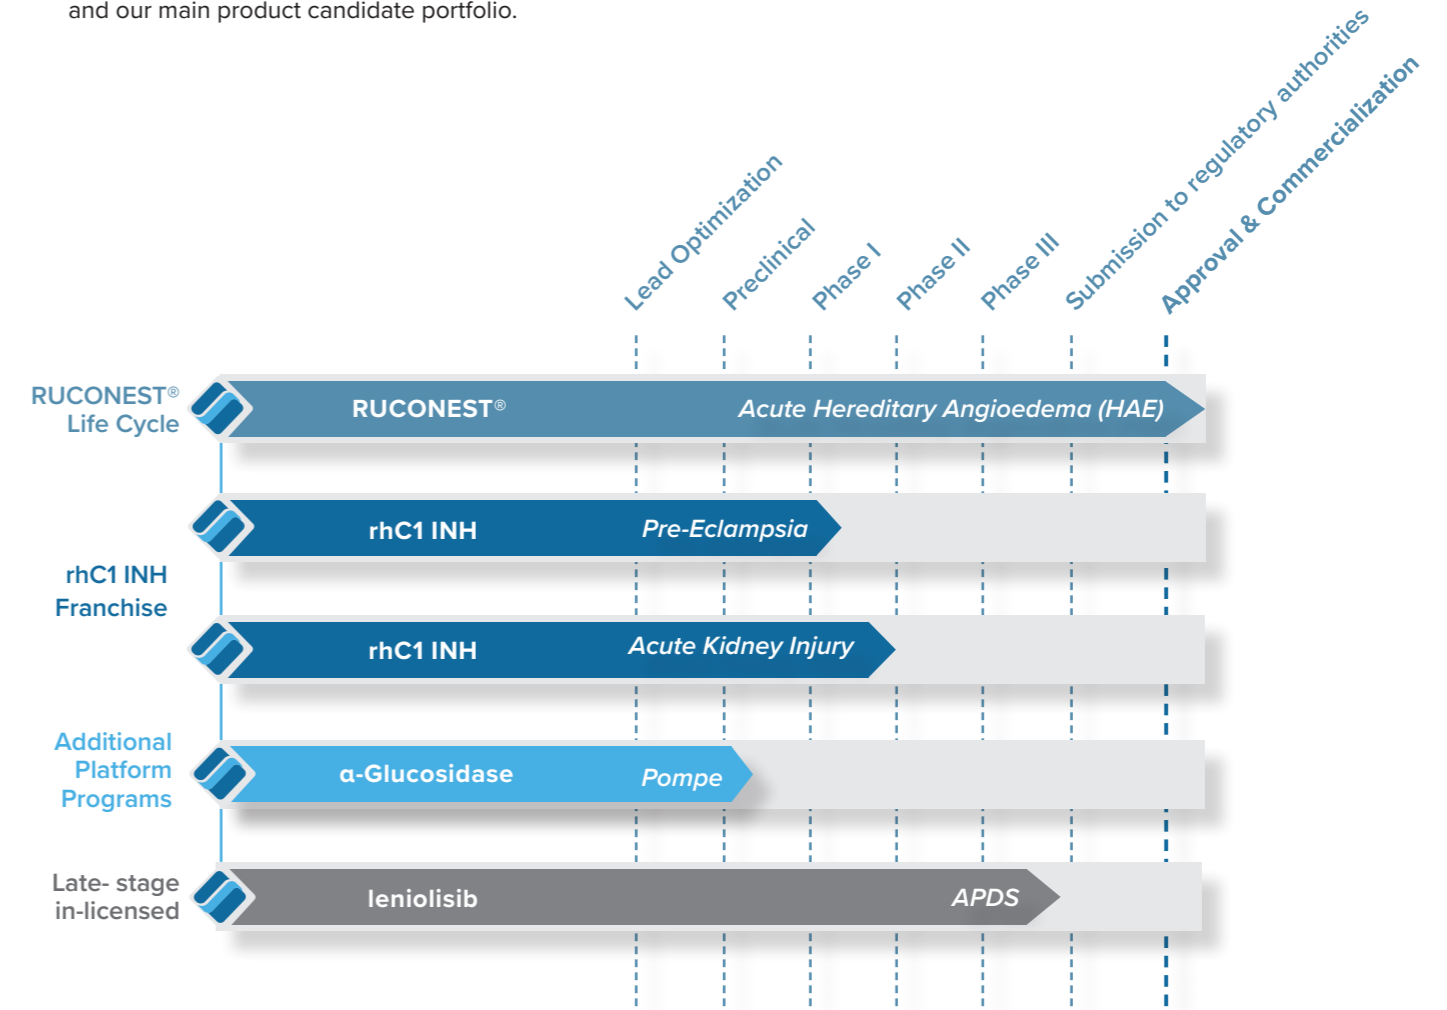 and our main product candidate portfolio.
Lead Optimization
Preclinical
Phase I
Phase II
Phase III
Submission to regulatory authorities
Approval & Commercialization
RUCONEST®
Life Cycle
RUCONEST®
Acute Hereditary Angioedema (HAE)
rhC1 INH
Franchise
rhC1 INH
Pre-Eclampsia
rhC1 INH
Acute Kidney Injury
Additional
Platform
Programs
α-Glucosidase
Pompe
Late- stage
in-licensed
leniolisib
APDS